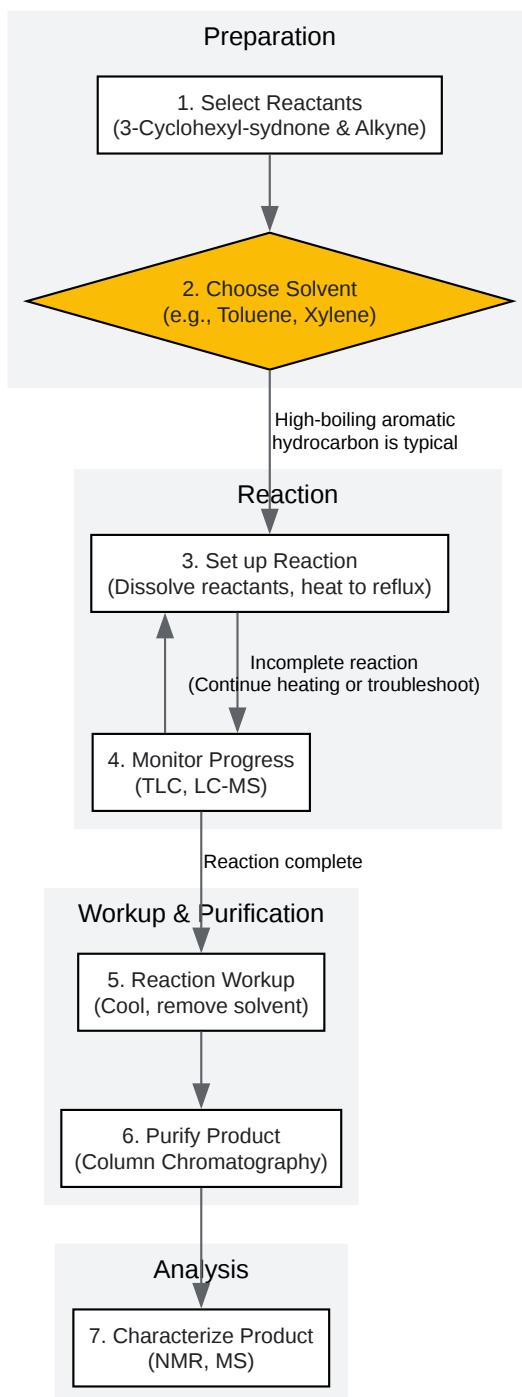 Preparation
1. Select Reactants
(3-Cyclohexyl-sydnone & Alkyne)
2. Choose Solvent
(e.g., Toluene, Xylene)
High-boiling aromatic
hydrocarbon is typical
Reaction
3. Set up Reaction
(Dissolve reactants, heat to reflux)
Incomplete reaction
(Continue heating or troubleshoot)
4. Monitor Progress
(TLC, LC-MS)
Reaction complete
Workup & Purification
5. Reaction Workup
(Cool, remove solvent)
6. Purify Product
(Column Chromatography)
Analysis
7. Characterize Product
(NMR, MS)